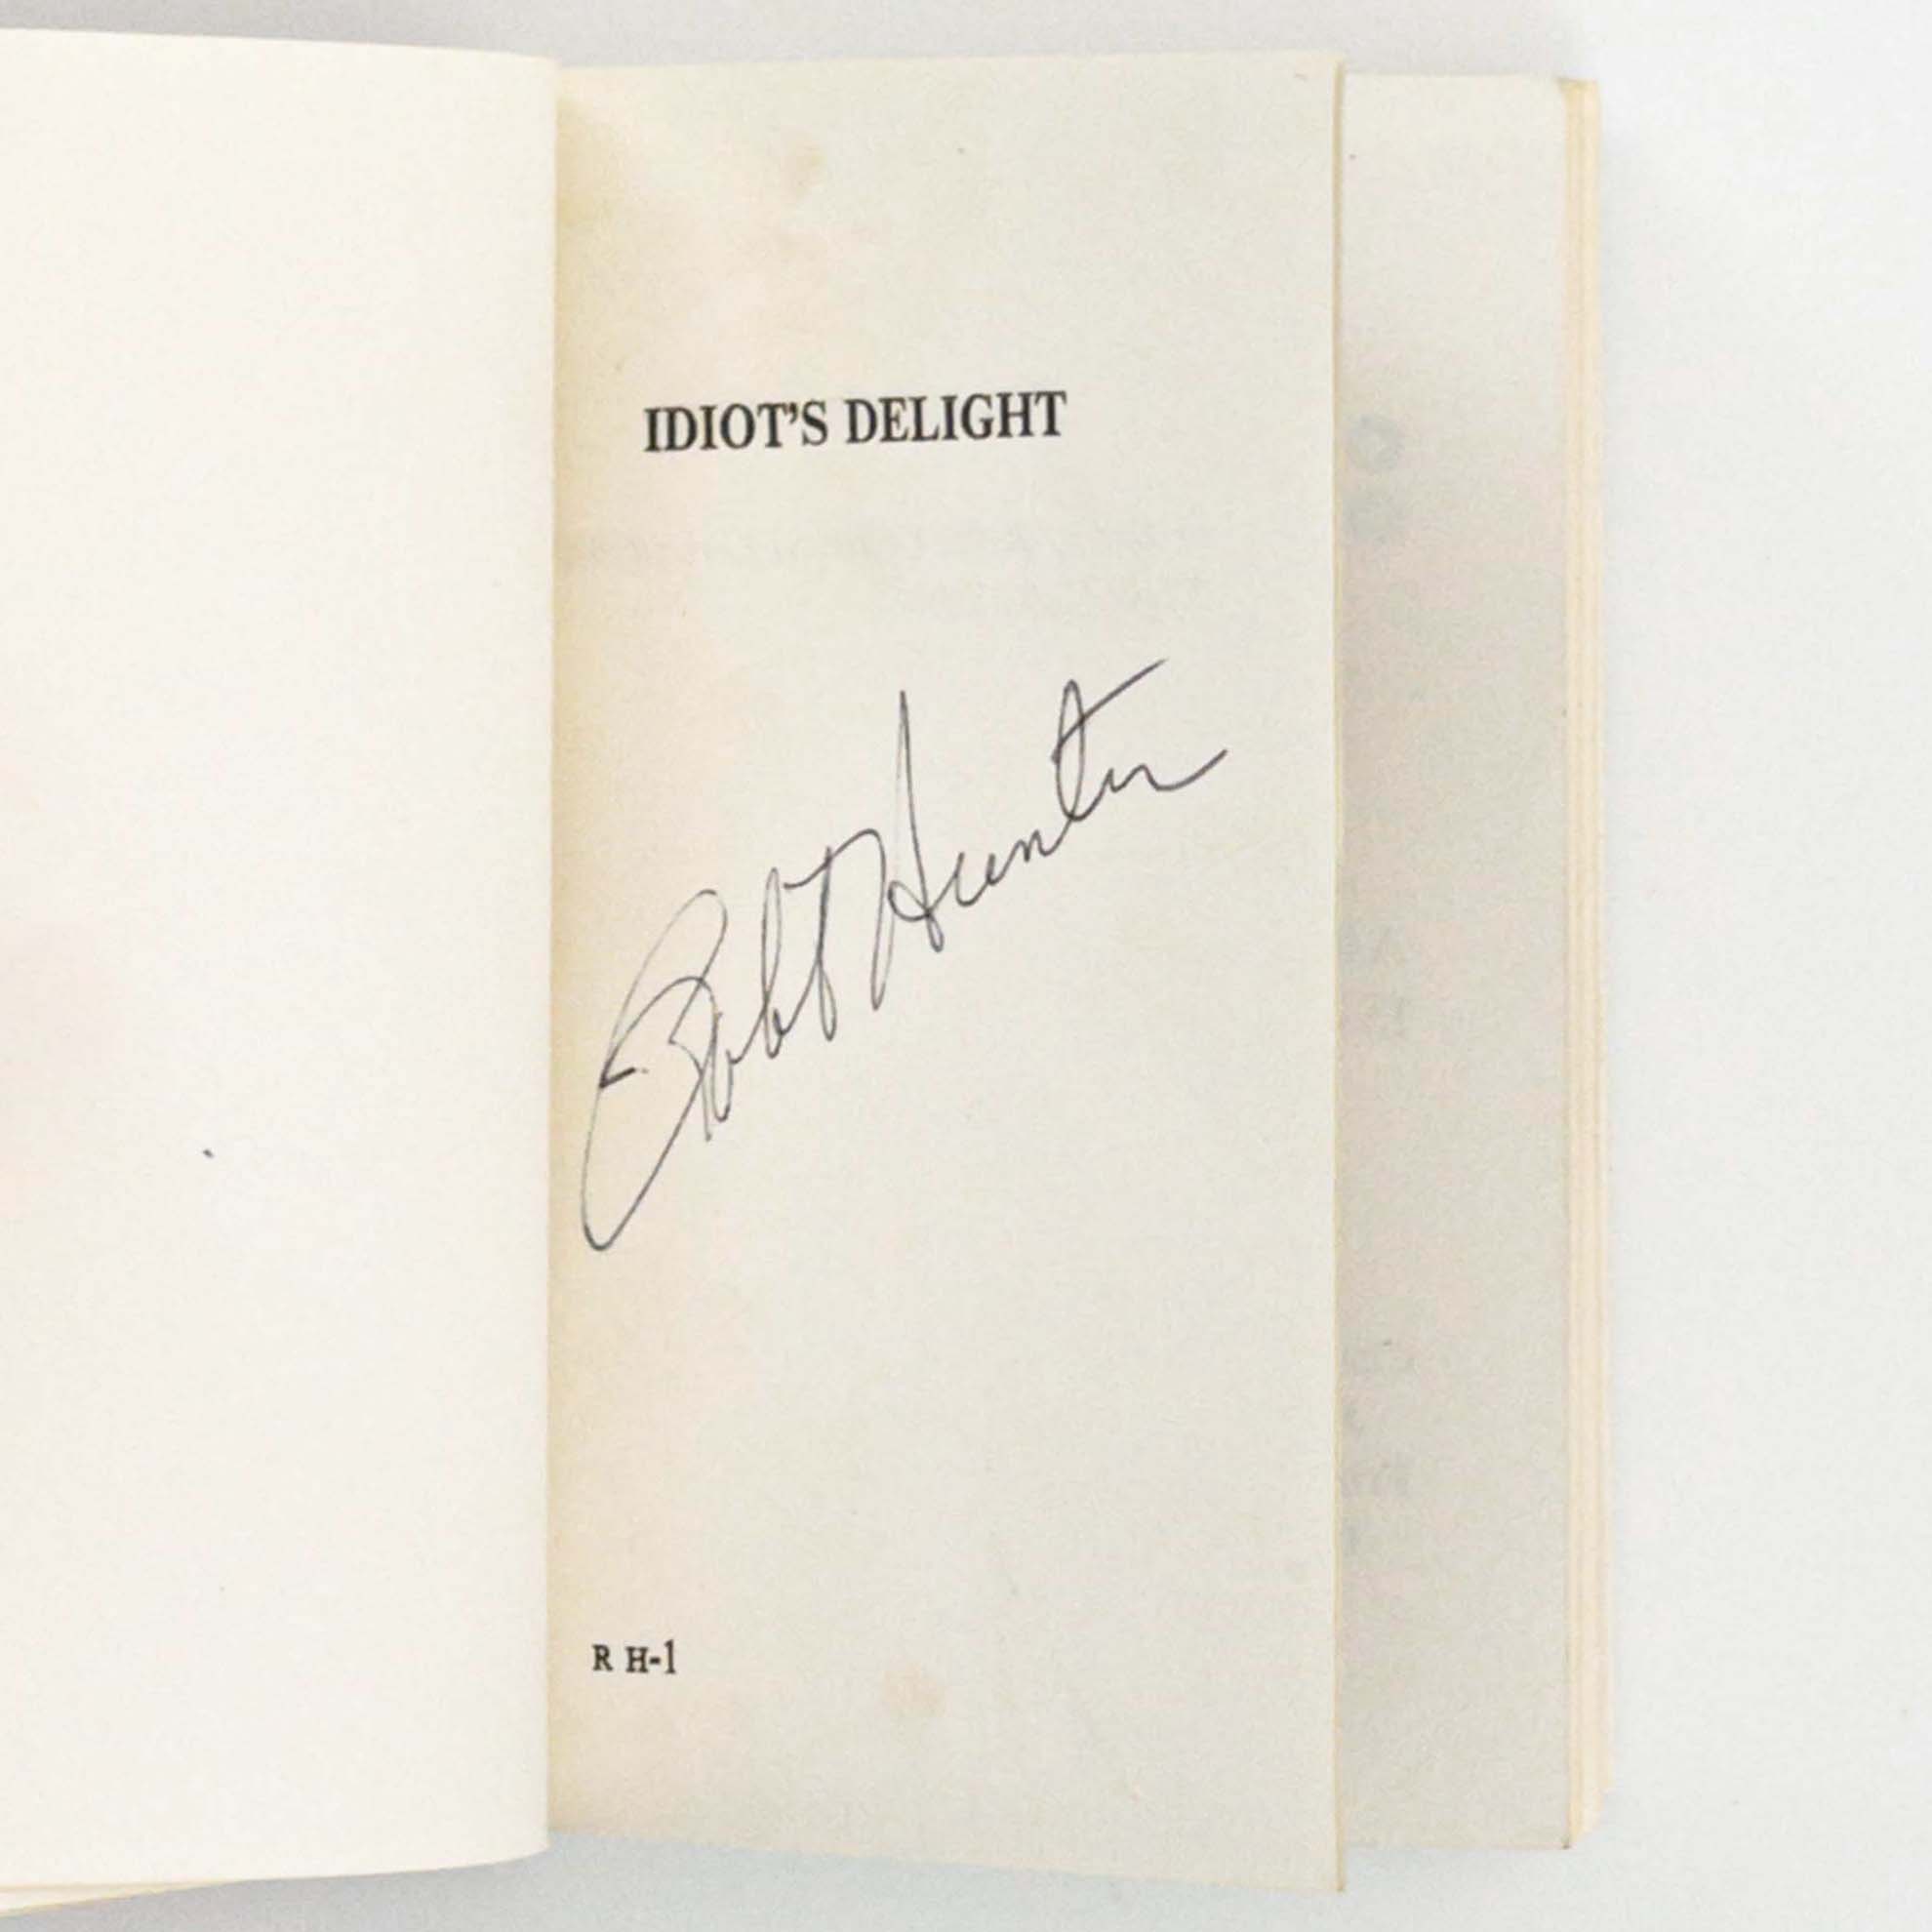 IDIOT'S DELIGHT
Robt Hunter
R H-1